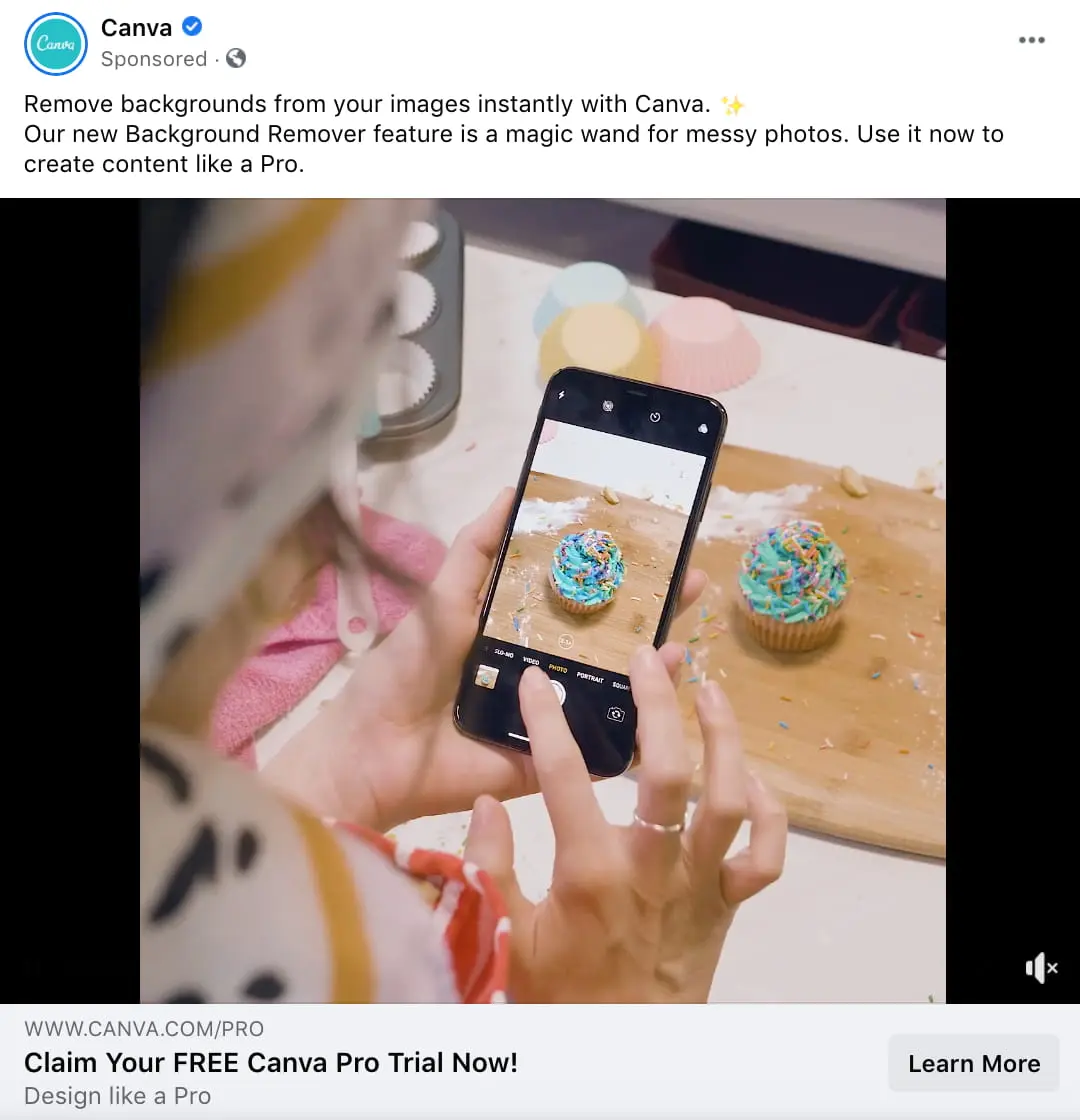 Canva
Canva
Sponsored ·
Remove backgrounds from your images instantly with Canva. ✨
Our new Background Remover feature is a magic wand for messy photos. Use it now to
create content like a Pro.
SLO-MO VIDEO PHOTO PORTRAIT
WWW.CANVA.COM/PRO
Claim Your FREE Canva Pro Trial Now!
Design like a Pro
Learn More